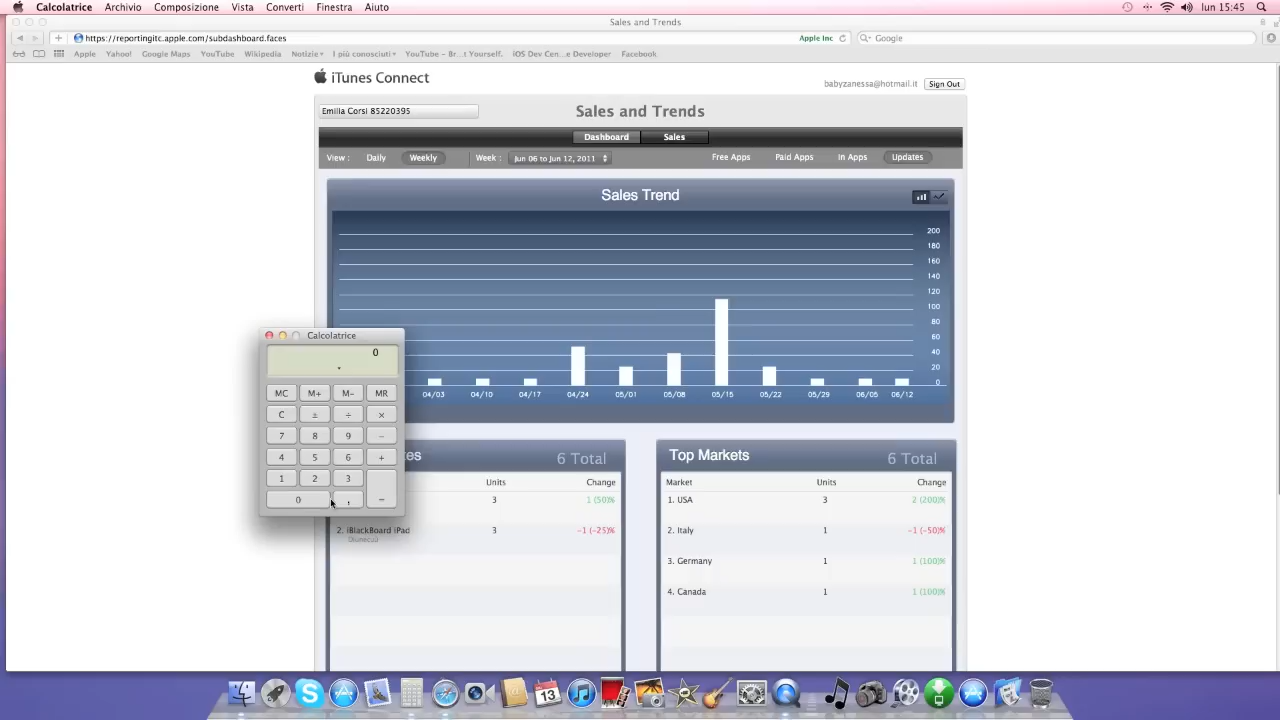 Calcolatrice Archivio Composizione Vista Converti Finestra Aiuto lun 15:45
Sales and Trends
https://reportingitc.apple.com/subdashboard.faces Apple Inc Google
Apple Yahoo! Google Maps YouTube Wikipedia Notizie I più conosciuti YouTube – Br...t Yourself. iOS Dev Cen...e Developer Facebook
iTunes Connect
babyzanessa@hotmail.it Sign Out
Emilia Corsi 85220395 Sales and Trends
Dashboard Sales
View : Daily Weekly Week : Jun 06 to Jun 12, 2011 Free Apps Paid Apps In Apps Updates
Sales Trend
200
180
160
140
120
100
80
60
40
20
0
04/03 04/10 04/17 04/24 05/01 05/08 05/15 05/22 05/29 06/05 06/12
Calcolatrice
0
.
MC M+ M- MR
C ± ÷ ×
7 8 9 −
4 5 6 +
1 2 3
0 , =
es 6 Total
Units Change
3 1 (50)%
2. iBlackBoard iPad 3 -1 (-25)%
Top Markets 6 Total
Market Units Change
1. USA 3 2 (200)%
2. Italy 1 -1 (-50)%
3. Germany 1 1 (100)%
4. Canada 1 1 (100)%
13